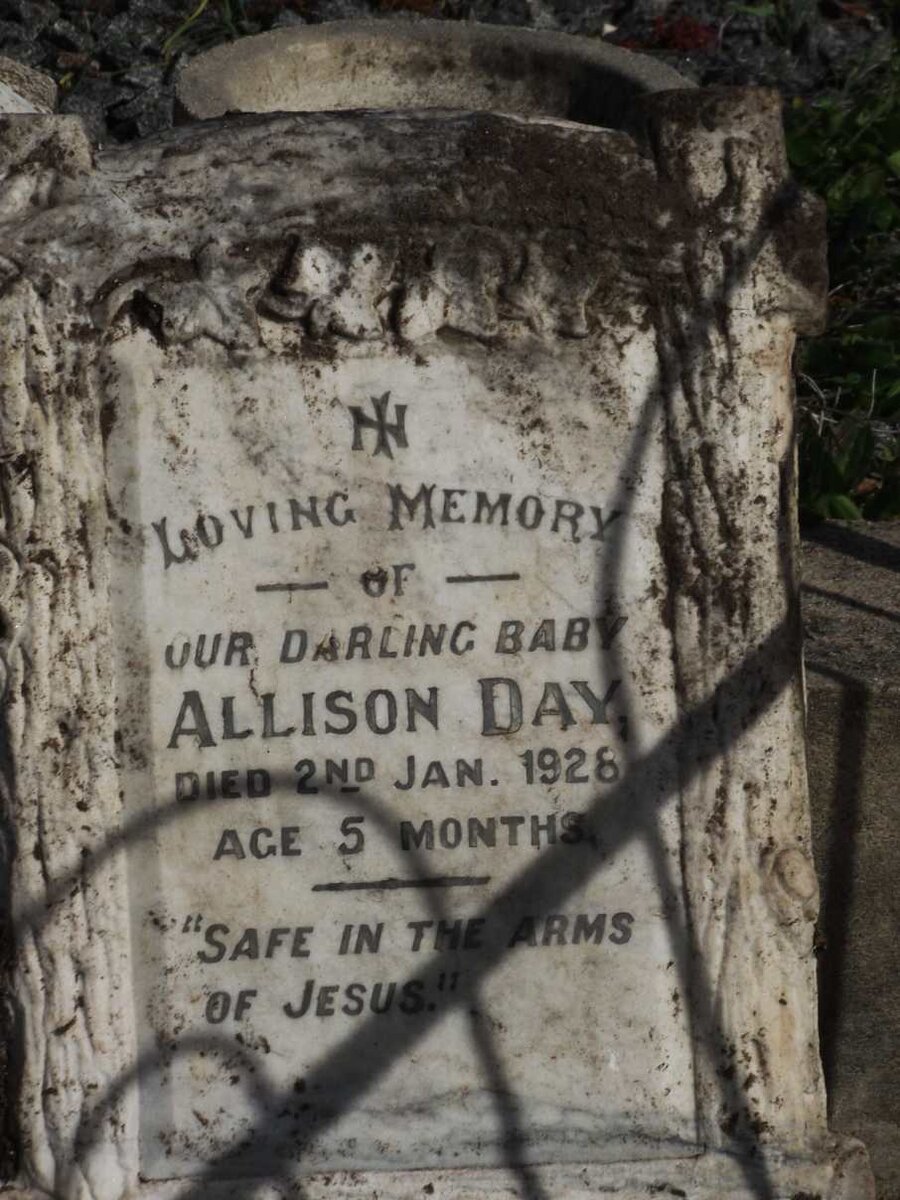 IN
LOVING MEMORY
OF
OUR DARLING BABY
ALLISON DAY,
DIED 2ND JAN. 1928
AGE 5 MONTHS.
"SAFE IN THE ARMS
OF JESUS."